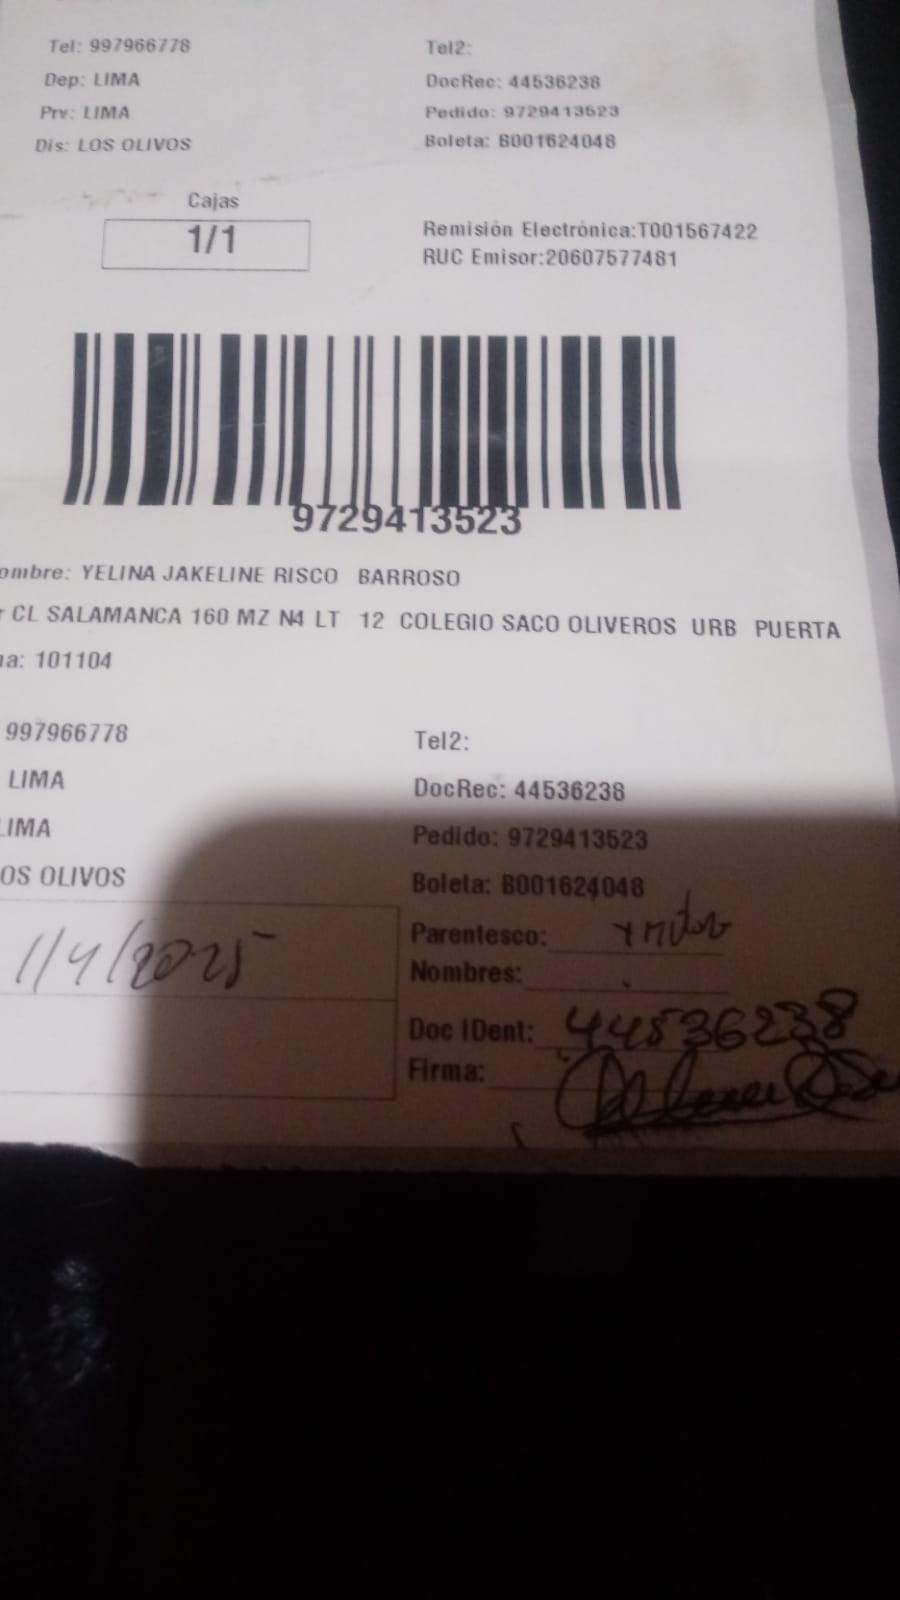 Tel: 997966778 Tel2:
Dep: LIMA DocRec: 44536238
Prv: LIMA Pedido: 9729413523
Dis: LOS OLIVOS Boleta: B001624048
Cajas
1/1
Remisión Electrónica:T001567422
RUC Emisor:20607577481
9729413523
ombre: YELINA JAKELINE RISCO BARROSO
CL SALAMANCA 160 MZ N4 LT 12 COLEGIO SACO OLIVEROS URB PUERTA
na: 101104
997966778 Tel2:
LIMA DocRec: 44536238
LIMA Pedido: 9729413523
OS OLIVOS Boleta: B001624048
1/4/2025 Parentesco:
Nombres:
Doc IDent: 44536238
Firma: